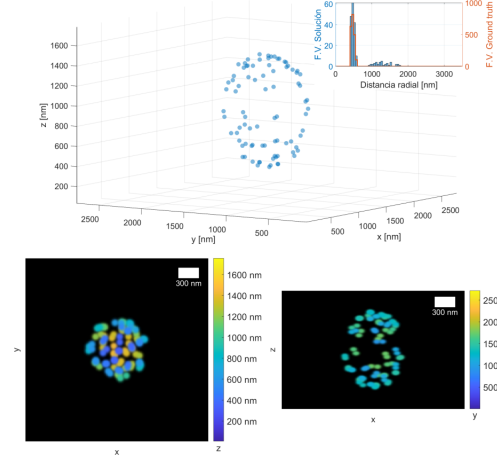 60
40
20
0
F.V. Solución
1000
500
0
F.V. Ground truth
0 1000 2000 3000
Distancia radial [nm]
1600
1400
1200
1000
800
600
400
200
z [nm]
2500 2000 1500 1000 500
y [nm]
500 1000 1500 2000 2500
x [nm]
300 nm
1600 nm
1400 nm
1200 nm
1000 nm
800 nm
600 nm
400 nm
200 nm
y
x
z
300 nm
z
x
y